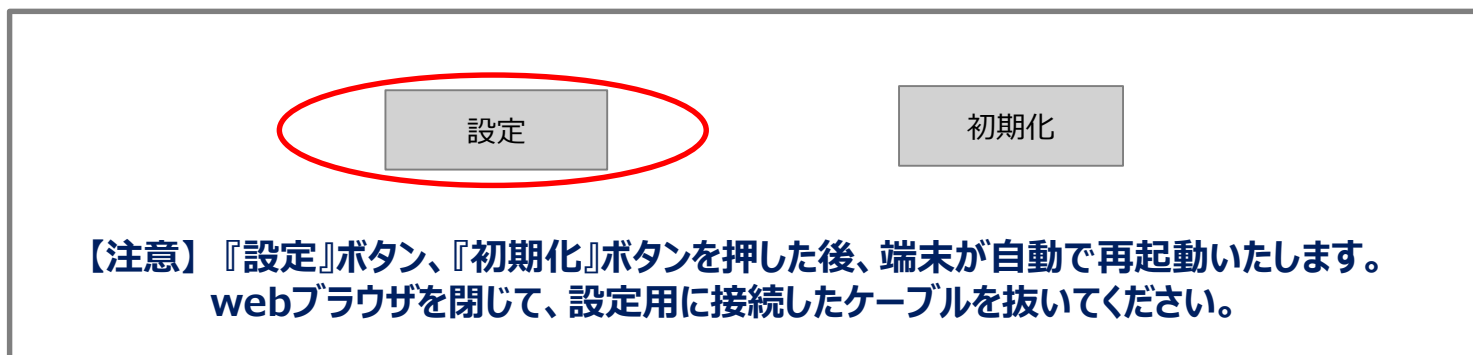 設定
初期化
【注意】『設定』ボタン、『初期化』ボタンを押した後、端末が自動で再起動いたします。
webブラウザを閉じて、設定用に接続したケーブルを抜いてください。